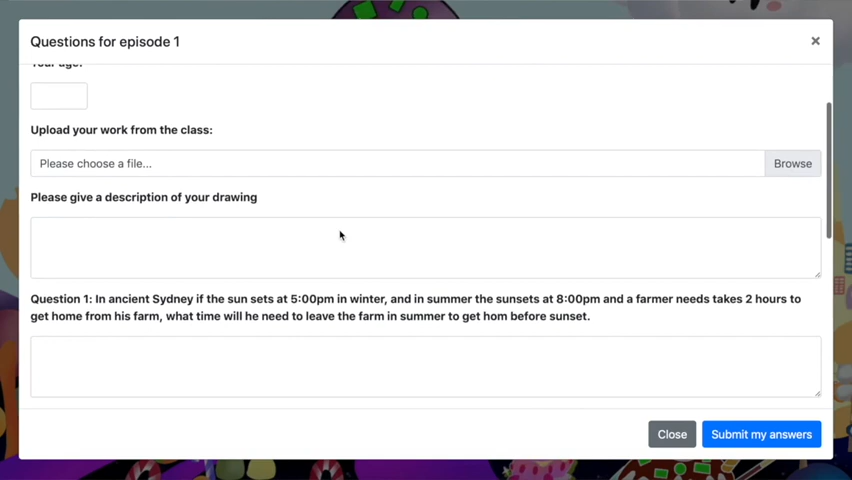 Questions for episode 1
×
Your age:
Upload your work from the class:
Please choose a file...
Browse
Please give a description of your drawing
Question 1: In ancient Sydney if the sun sets at 5:00pm in winter, and in summer the sunsets at 8:00pm and a farmer needs takes 2 hours to
get home from his farm, what time will he need to leave the farm in summer to get hom before sunset.
Close
Submit my answers